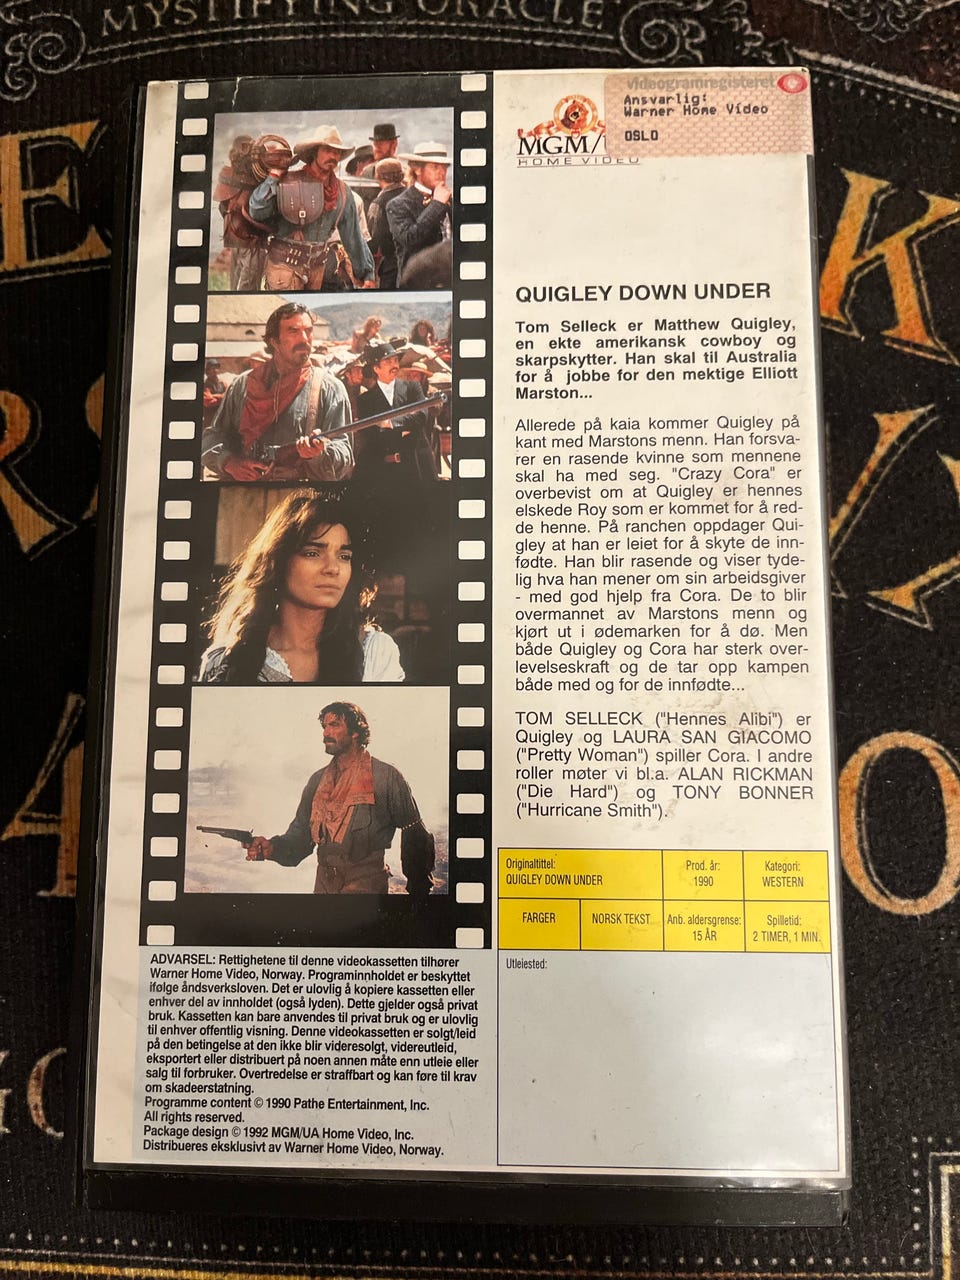 MYSTIFYING ORACLE
Videogramregisteret
Ansvarlig:
Warner Home Video
OSLO
MGM/
HOME VIDEO
QUIGLEY DOWN UNDER
Tom Selleck er Matthew Quigley,
en ekte amerikansk cowboy og
skarpskytter. Han skal til Australia
for å jobbe for den mektige Elliott
Marston...
Allerede på kaia kommer Quigley på
kant med Marstons menn. Han forsva-
rer en rasende kvinne som mennene
skal ha med seg. "Crazy Cora" er
overbevist om at Quigley er hennes
elskede Roy som er kommet for å red-
de henne. På ranchen oppdager Qui-
gley at han er leiet for å skyte de inn-
fødte. Han blir rasende og viser tyde-
lig hva han mener om sin arbeidsgiver
- med god hjelp fra Cora. De to blir
overmannet av Marstons menn og
kjørt ut i ødemarken for å dø. Men
både Quigley og Cora har sterk over-
levelseskraft og de tar opp kampen
både med og for de innfødte...
TOM SELLECK ("Hennes Alibi") er
Quigley og LAURA SAN GIACOMO
("Pretty Woman") spiller Cora. I andre
roller møter vi bl.a. ALAN RICKMAN
("Die Hard") og TONY BONNER
("Hurricane Smith").
Originaltittel:
QUIGLEY DOWN UNDER
Prod. år:
1990
Kategori:
WESTERN
FARGER
NORSK TEKST
Anb. aldersgrense:
15 ÅR
Spilletid:
2 TIMER, 1 MIN.
Utleiested:
ADVARSEL: Rettighetene til denne videokassetten tilhører
Warner Home Video, Norway. Programinnholdet er beskyttet
ifølge åndsverksloven. Det er ulovlig å kopiere kassetten eller
enhver del av innholdet (også lyden). Dette gjelder også privat
bruk. Kassetten kan bare anvendes til privat bruk og er ulovlig
til enhver offentlig visning. Denne videokassetten er solgt/leid
på den betingelse at den ikke blir videresolgt, videreutleid,
eksportert eller distribuert på noen annen måte enn utleie eller
salg til forbruker. Overtredelse er straffbart og kan føre til krav
om skadeerstatning.
Programme content © 1990 Pathe Entertainment, Inc.
All rights reserved.
Package design © 1992 MGM/UA Home Video, Inc.
Distribueres eksklusivt av Warner Home Video, Norway.